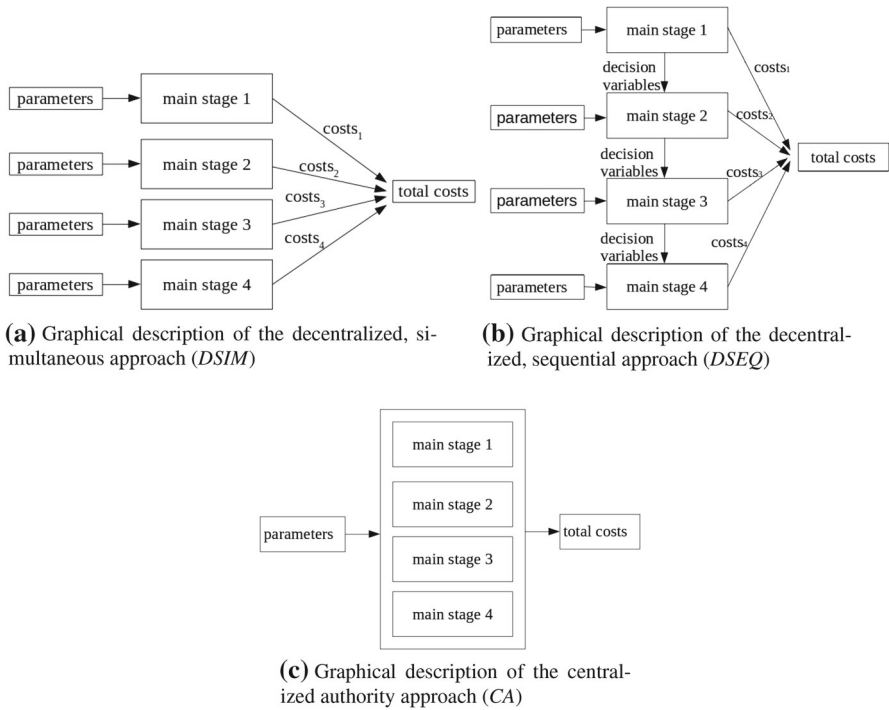 parameters
main stage 1
costs1
parameters
main stage 2
costs2
parameters
main stage 3
costs3
parameters
main stage 4
costs4
total costs
(a) Graphical description of the decentralized, si-
multaneous approach (DSIM)
parameters
main stage 1
decision
variables
costs1
parameters
main stage 2
decision
variables
costs2
parameters
main stage 3
decision
variables
costs3
parameters
main stage 4
costs4
total costs
(b) Graphical description of the decentral-
ized, sequential approach (DSEQ)
parameters
main stage 1
main stage 2
main stage 3
main stage 4
total costs
(c) Graphical description of the central-
ized authority approach (CA)